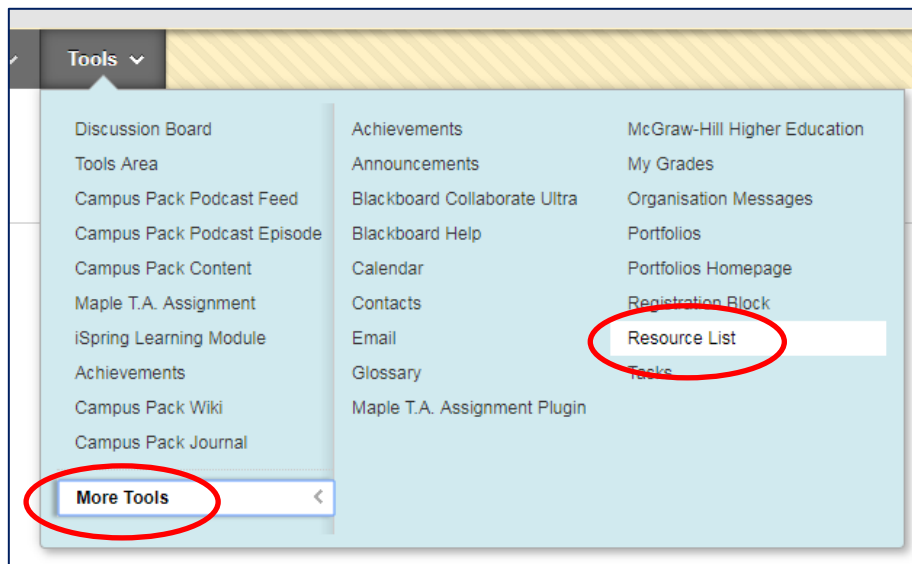 Tools
Discussion Board
Tools Area
Campus Pack Podcast Feed
Campus Pack Podcast Episode
Campus Pack Content
Maple T.A. Assignment
iSpring Learning Module
Achievements
Campus Pack Wiki
Campus Pack Journal
More Tools
Achievements
Announcements
Blackboard Collaborate Ultra
Blackboard Help
Calendar
Contacts
Email
Glossary
Maple T.A. Assignment Plugin
McGraw-Hill Higher Education
My Grades
Organisation Messages
Portfolios
Portfolios Homepage
Registration Block
Resource List
Tasks